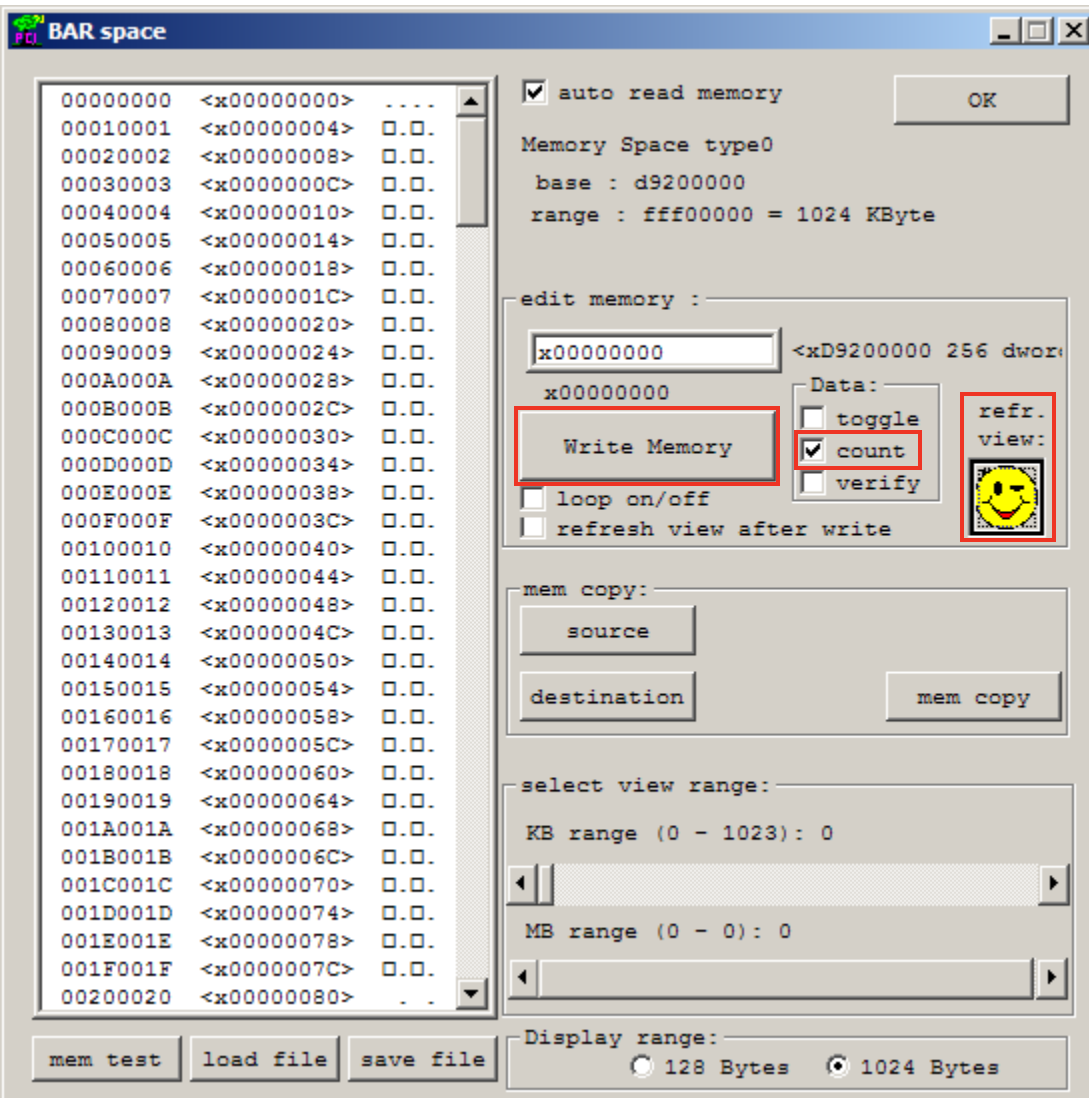 BAR space
00000000 <x00000000> ....
00010001 <x00000004> □.□.
00020002 <x00000008> □.□.
00030003 <x0000000C> □.□.
00040004 <x00000010> □.□.
00050005 <x00000014> □.□.
00060006 <x00000018> □.□.
00070007 <x0000001C> □.□.
00080008 <x00000020> □.□.
00090009 <x00000024> □.□.
000A000A <x00000028> □.□.
000B000B <x0000002C> □.□.
000C000C <x00000030> □.□.
000D000D <x00000034> □.□.
000E000E <x00000038> □.□.
000F000F <x0000003C> □.□.
00100010 <x00000040> □.□.
00110011 <x00000044> □.□.
00120012 <x00000048> □.□.
00130013 <x0000004C> □.□.
00140014 <x00000050> □.□.
00150015 <x00000054> □.□.
00160016 <x00000058> □.□.
00170017 <x0000005C> □.□.
00180018 <x00000060> □.□.
00190019 <x00000064> □.□.
001A001A <x00000068> □.□.
001B001B <x0000006C> □.□.
001C001C <x00000070> □.□.
001D001D <x00000074> □.□.
001E001E <x00000078> □.□.
001F001F <x0000007C> □.□.
00200020 <x00000080> . .
mem test load file save file
auto read memory
OK
Memory Space type0
base : d9200000
range : fff00000 = 1024 KByte
edit memory :
x00000000 <xD9200000 256 dwor
x00000000
Write Memory
Data:
toggle
count
verify
refr.
view:
loop on/off
refresh view after write
mem copy:
source
destination
mem copy
select view range:
KB range (0 - 1023): 0
MB range (0 - 0): 0
Display range:
128 Bytes 1024 Bytes